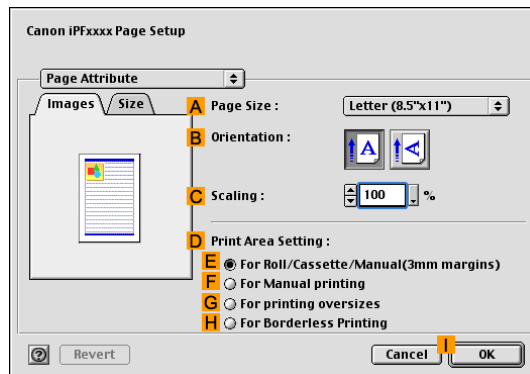 Canon iPFxxxx Page Setup
Page Attribute
Images Size
A Page Size : Letter (8.5"x11")
B Orientation :
A A
C Scaling : 100 %
D Print Area Setting :
E For Roll/Cassette/Manual(3mm margins)
F For Manual printing
G For printing oversizes
H For Borderless Printing
? Revert Cancel I OK